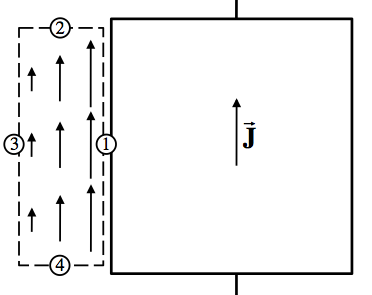 ②
③
①
J⃗
④